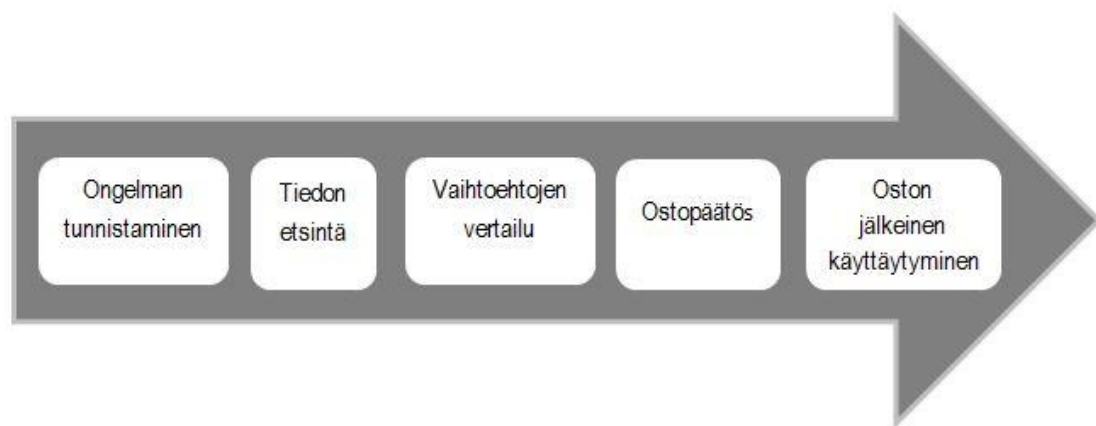 Ongelman
tunnistaminen
Tiedon
etsintä
Vaihtoehtojen
vertailu
Ostopäätös
Oston
jälkeinen
käyttäytyminen